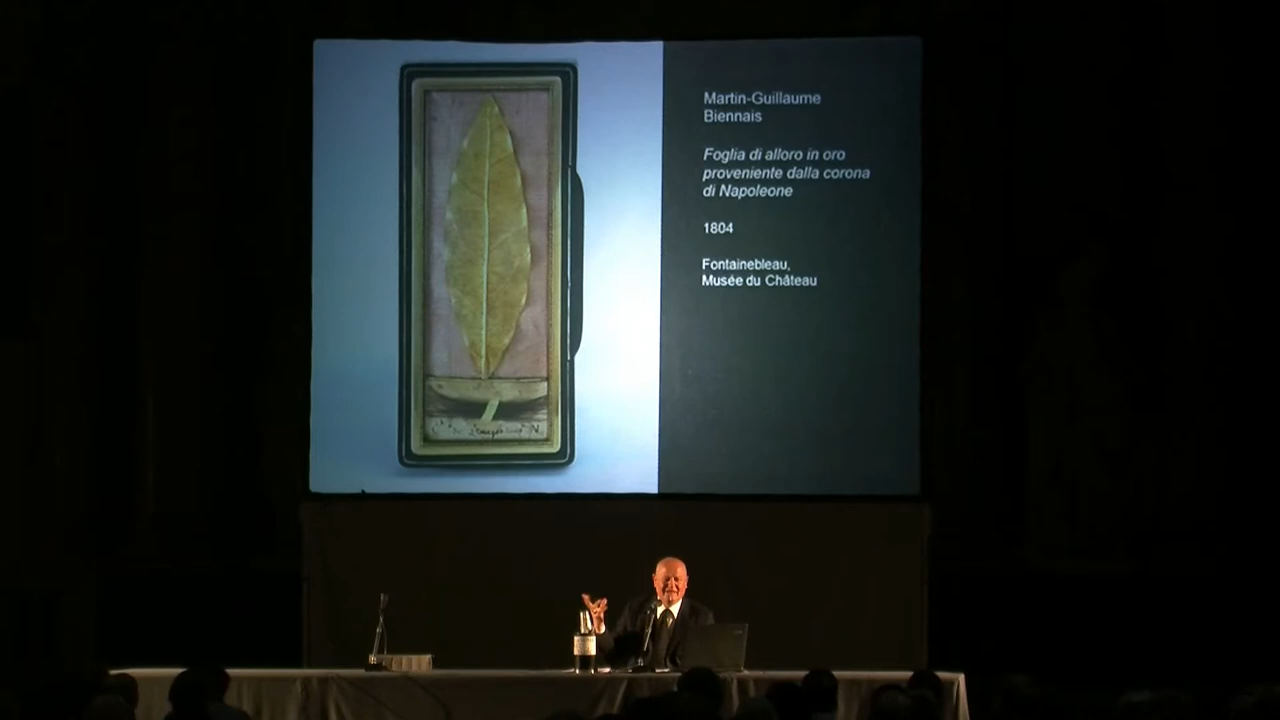 Martin-Guillaume
Biennais
Foglia di alloro in oro
proveniente dalla corona
di Napoleone
1804
Fontainebleau,
Musée du Château